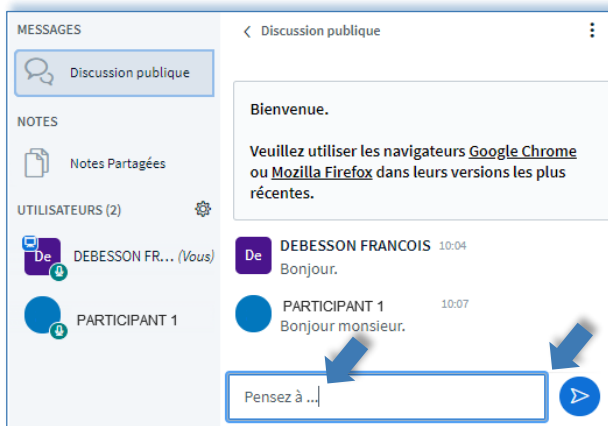 MESSAGES
Discussion publique
NOTES
Notes Partagées
UTILISATEURS (2)
De
DEBESSON FR... (Vous)
PARTICIPANT 1
Discussion publique
Bienvenue.
Veuillez utiliser les navigateurs Google Chrome
ou Mozilla Firefox dans leurs versions les plus
récentes.
De
DEBESSON FRANCOIS 10:04
Bonjour.
PARTICIPANT 1 10:07
Bonjour monsieur.
Pensez à ...